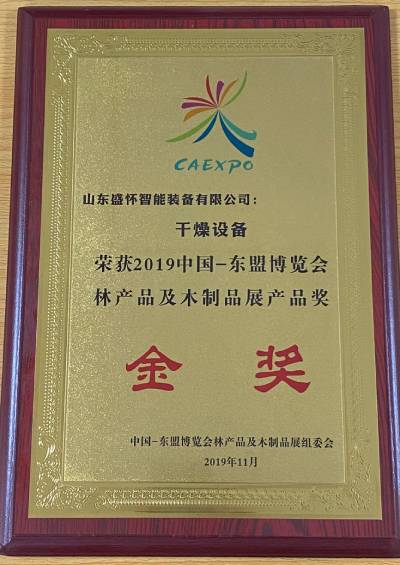 CAEXPO
山东盛怀智能装备有限公司：
干燥设备
荣获2019中国-东盟博览会
林产品及木制品展产品奖
金奖
中国-东盟博览会林产品及木制品展组委会
2019年11月